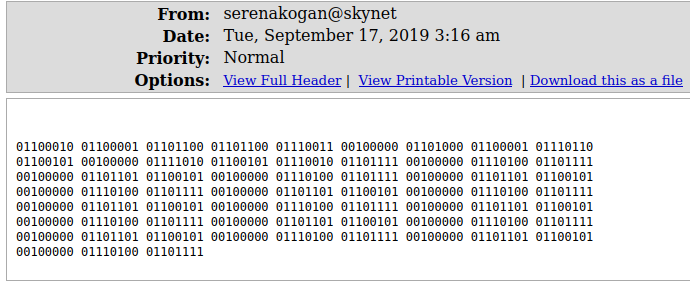 From: serenakogan@skynet
Date: Tue, September 17, 2019 3:16 am
Priority: Normal
Options: View Full Header | View Printable Version | Download this as a file
01100010 01100001 01101100 01101100 01110011 00100000 01101000 01100001 01110110
01100101 00100000 01111010 01100101 01110010 01101111 00100000 01110100 01101111
00100000 01101101 01100101 00100000 01110100 01101111 00100000 01101101 01100101
00100000 01110100 01101111 00100000 01101101 01100101 00100000 01110100 01101111
00100000 01101101 01100101 00100000 01110100 01101111 00100000 01101101 01100101
00100000 01110100 01101111 00100000 01101101 01100101 00100000 01110100 01101111
00100000 01101101 01100101 00100000 01110100 01101111 00100000 01101101 01100101
00100000 01110100 01101111